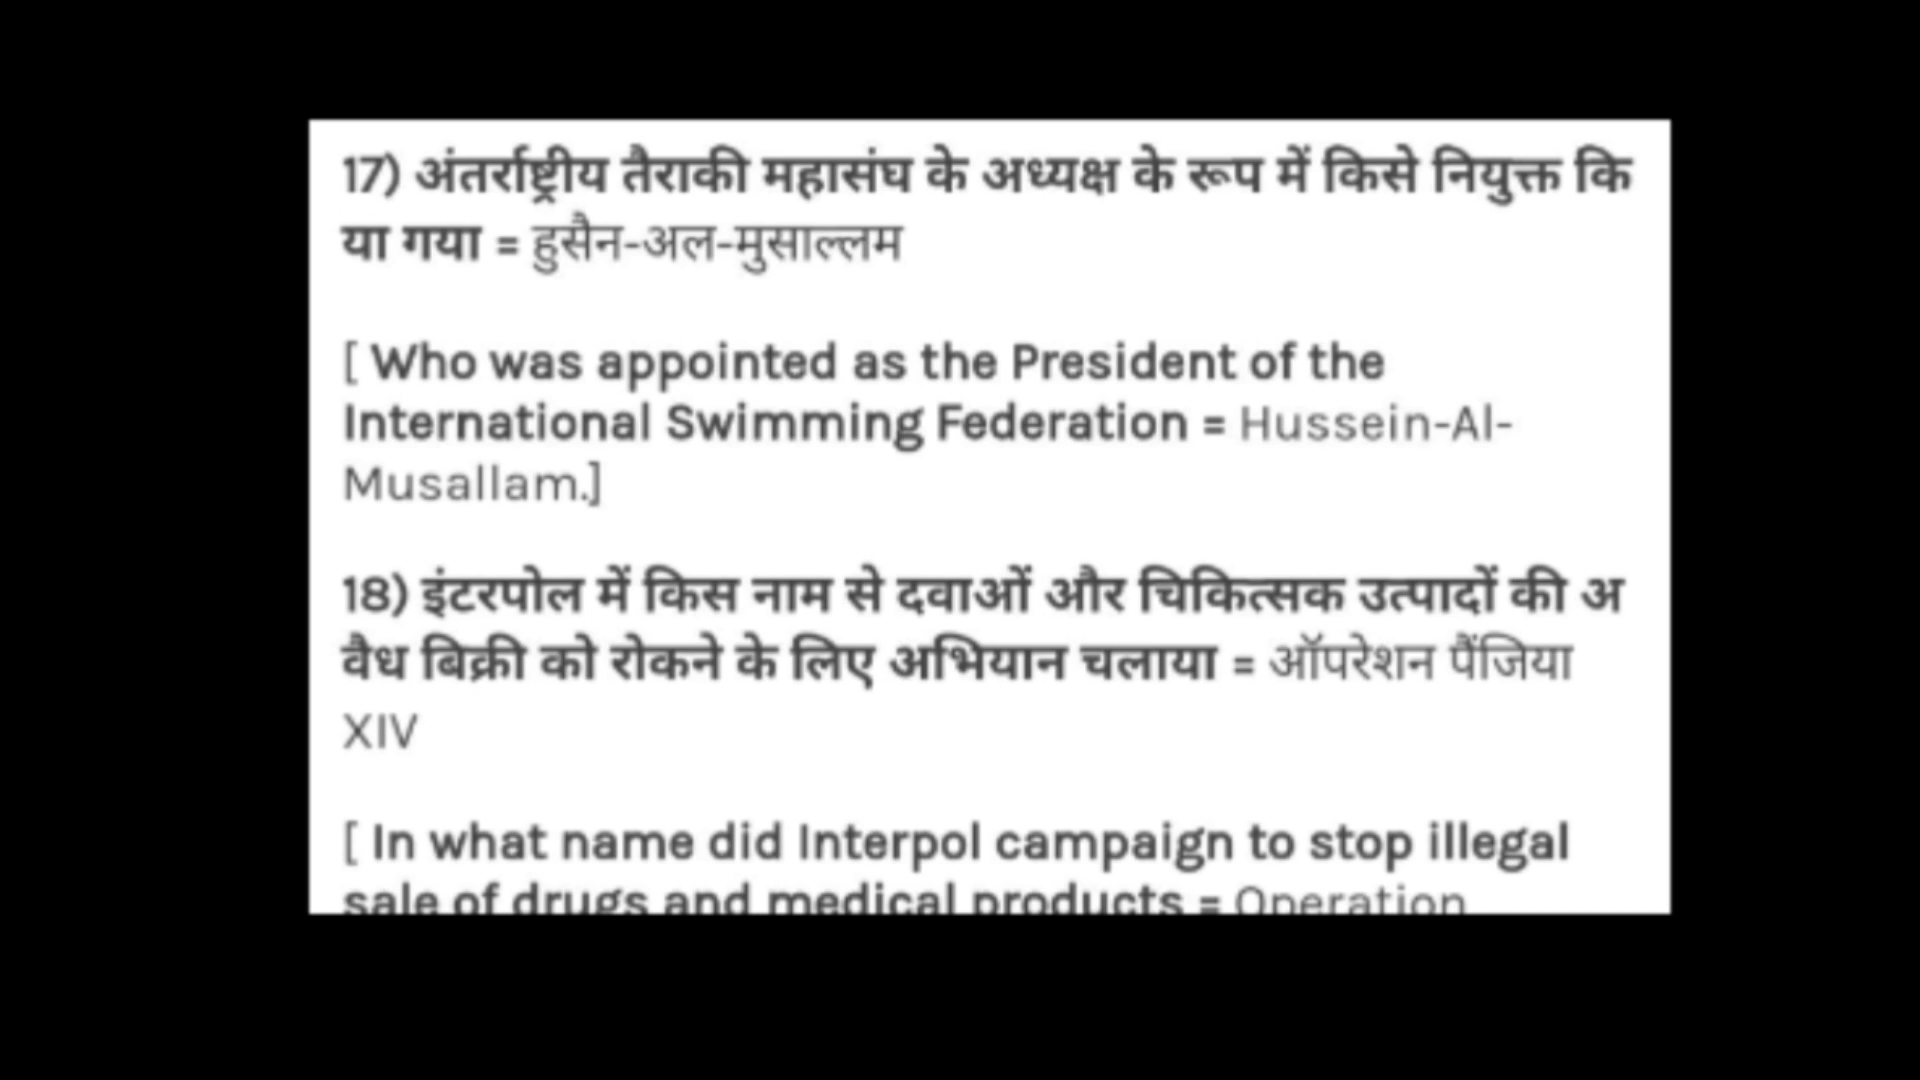 17) अंतर्राष्ट्रीय तैराकी महासंघ के अध्यक्ष के रूप में किसे नियुक्त कि
या गया = हुसैन-अल-मुसाल्लम
[ Who was appointed as the President of the
International Swimming Federation = Hussein-Al-
Musallam.]
18) इंटरपोल में किस नाम से दवाओं और चिकित्सक उत्पादों की अ
वैध बिक्री को रोकने के लिए अभियान चलाया = ऑपरेशन पैंजिया
XIV
[ In what name did Interpol campaign to stop illegal
sale of drugs and medical products = Operation